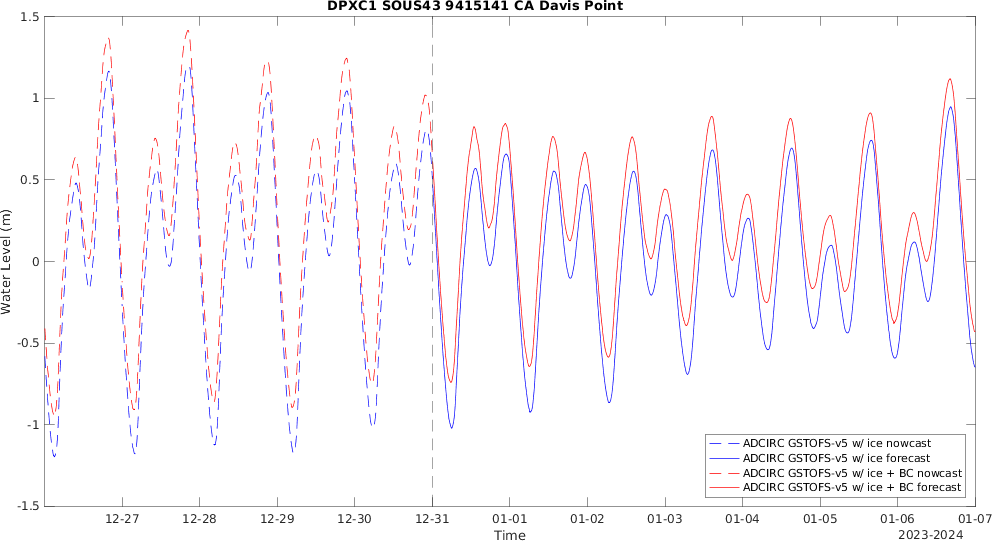 DPXC1 SOUS43 9415141 CA Davis Point
1.5
1
0.5
0
-0.5
-1
-1.5
Water Level (m)
12-27 12-28 12-29 12-30 12-31 01-01 01-02 01-03 01-04 01-05 01-06 01-07
Time
2023-2024
ADCIRC GSTOFS-v5 w/ ice nowcast
ADCIRC GSTOFS-v5 w/ ice forecast
ADCIRC GSTOFS-v5 w/ ice + BC nowcast
ADCIRC GSTOFS-v5 w/ ice + BC forecast